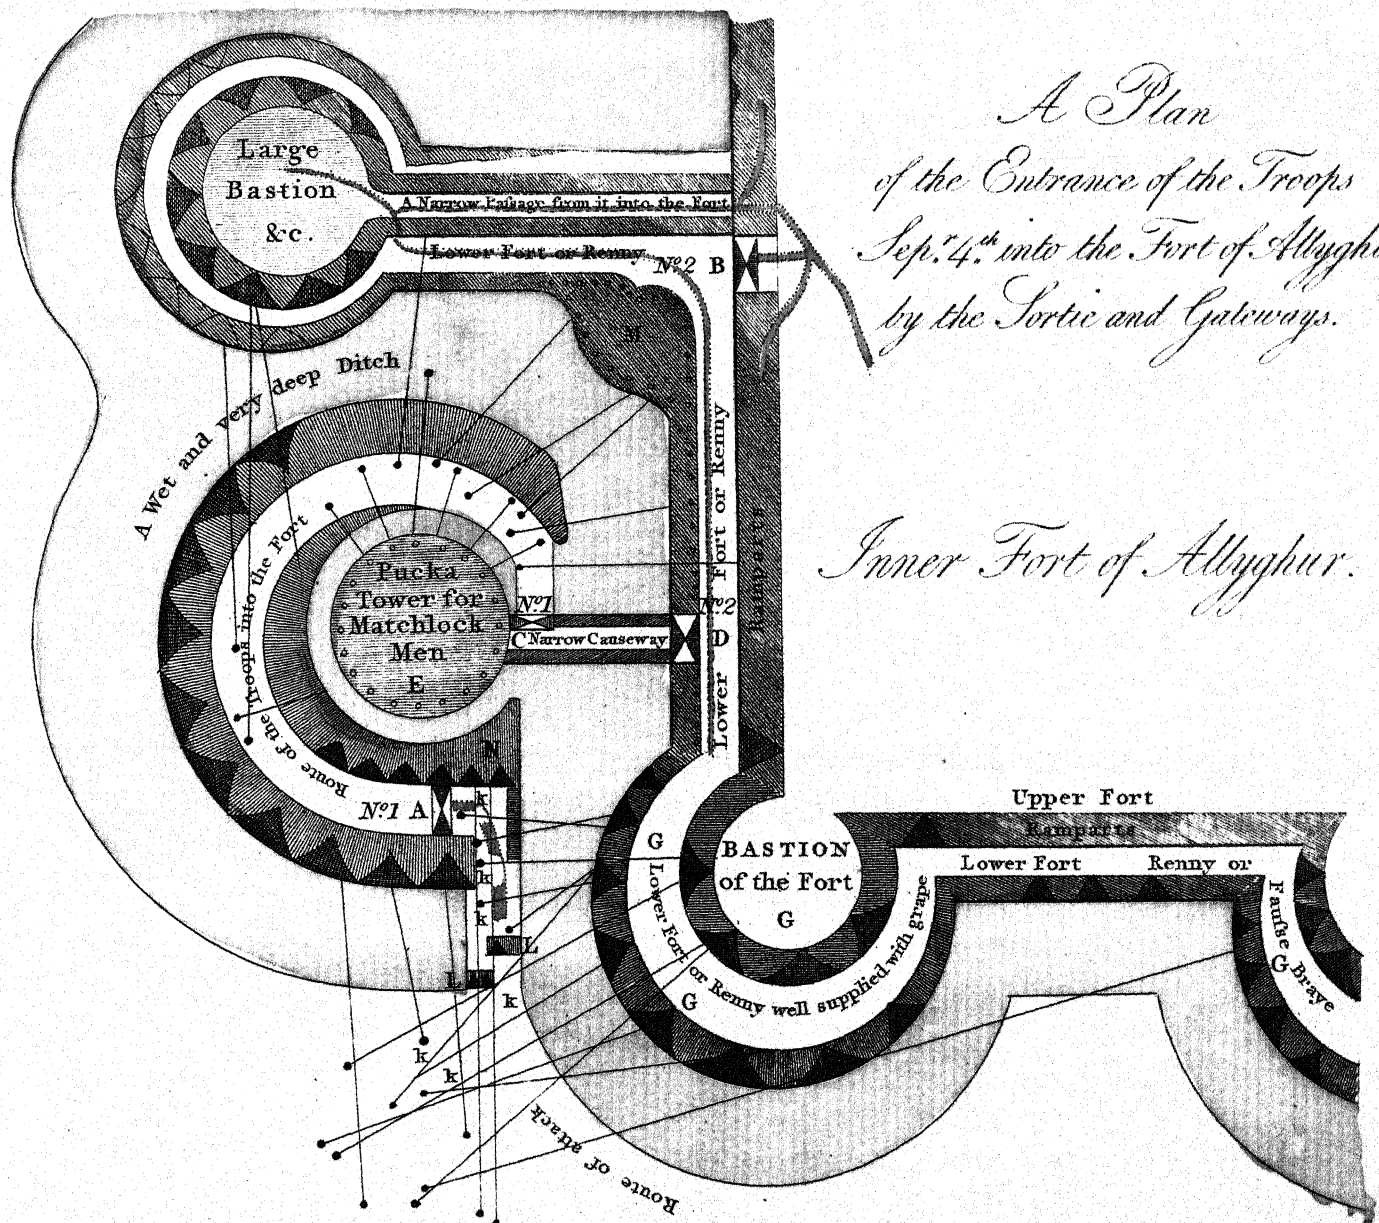 A Plan
of the Entrance of the Troops
Sep.r 4.th into the Fort of
by the Sortie and Gateways.
Inner Fort of Allyghur.
Large
Bastion
&c.
A Narrow Passage from it into the Fort
Lower Fort or Renny
No. 2 B
M
A Wet and very deep Ditch
Lower Fort or Renny
Ramparts
Route of the Troops into the Fort
Pucka
Tower for
Matchlock
Men
E
No. 1
C Narrow Causeway
No. 2
D
N
No. 1 A
k
k
k
L
L
k
k
k
Route of attack
BASTION
of the Fort
G
G
G
Lower Fort or Renny well supplied with grape
Upper Fort
Ramparts
Lower Fort Renny or
Fausse Braye
G